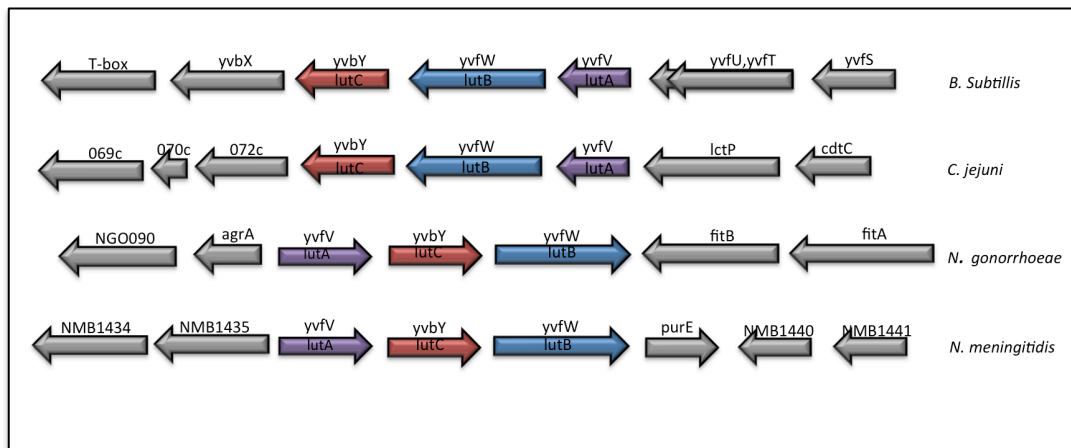 T-box yvbX yvbY yvfW yvfV yvfU,yvfT yvfS
lutC lutB lutA
B. Subtillis
069c 070c 072c yvbY yvfW yvfV lctP cdtC
lutC lutB lutA
C. jejuni
NGO090 agrA yvfV yvbY yvfW fitB fitA
lutA lutC lutB
N. gonorrhoeae
NMB1434 NMB1435 yvfV yvbY yvfW purE NMB1440 NMB1441
lutA lutC lutB
N. meningitidis